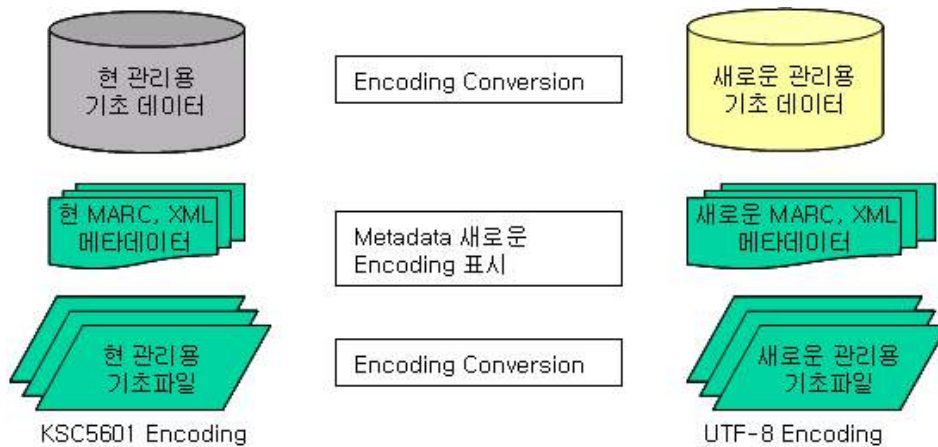 현 관리용
기초 데이터
Encoding Conversion
새로운 관리용
기초 데이터
현 MARC, XML
메타데이터
Metadata 새로운
Encoding 표시
새로운 MARC, XML
메타데이터
현 관리용
기초파일
Encoding Conversion
새로운 관리용
기초파일
KSC5601 Encoding
UTF-8 Encoding